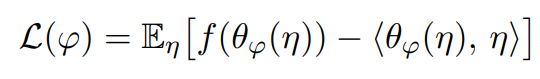 ℒ(φ) = 𝔼_η[f(θ_φ(η)) − ⟨θ_φ(η), η⟩]